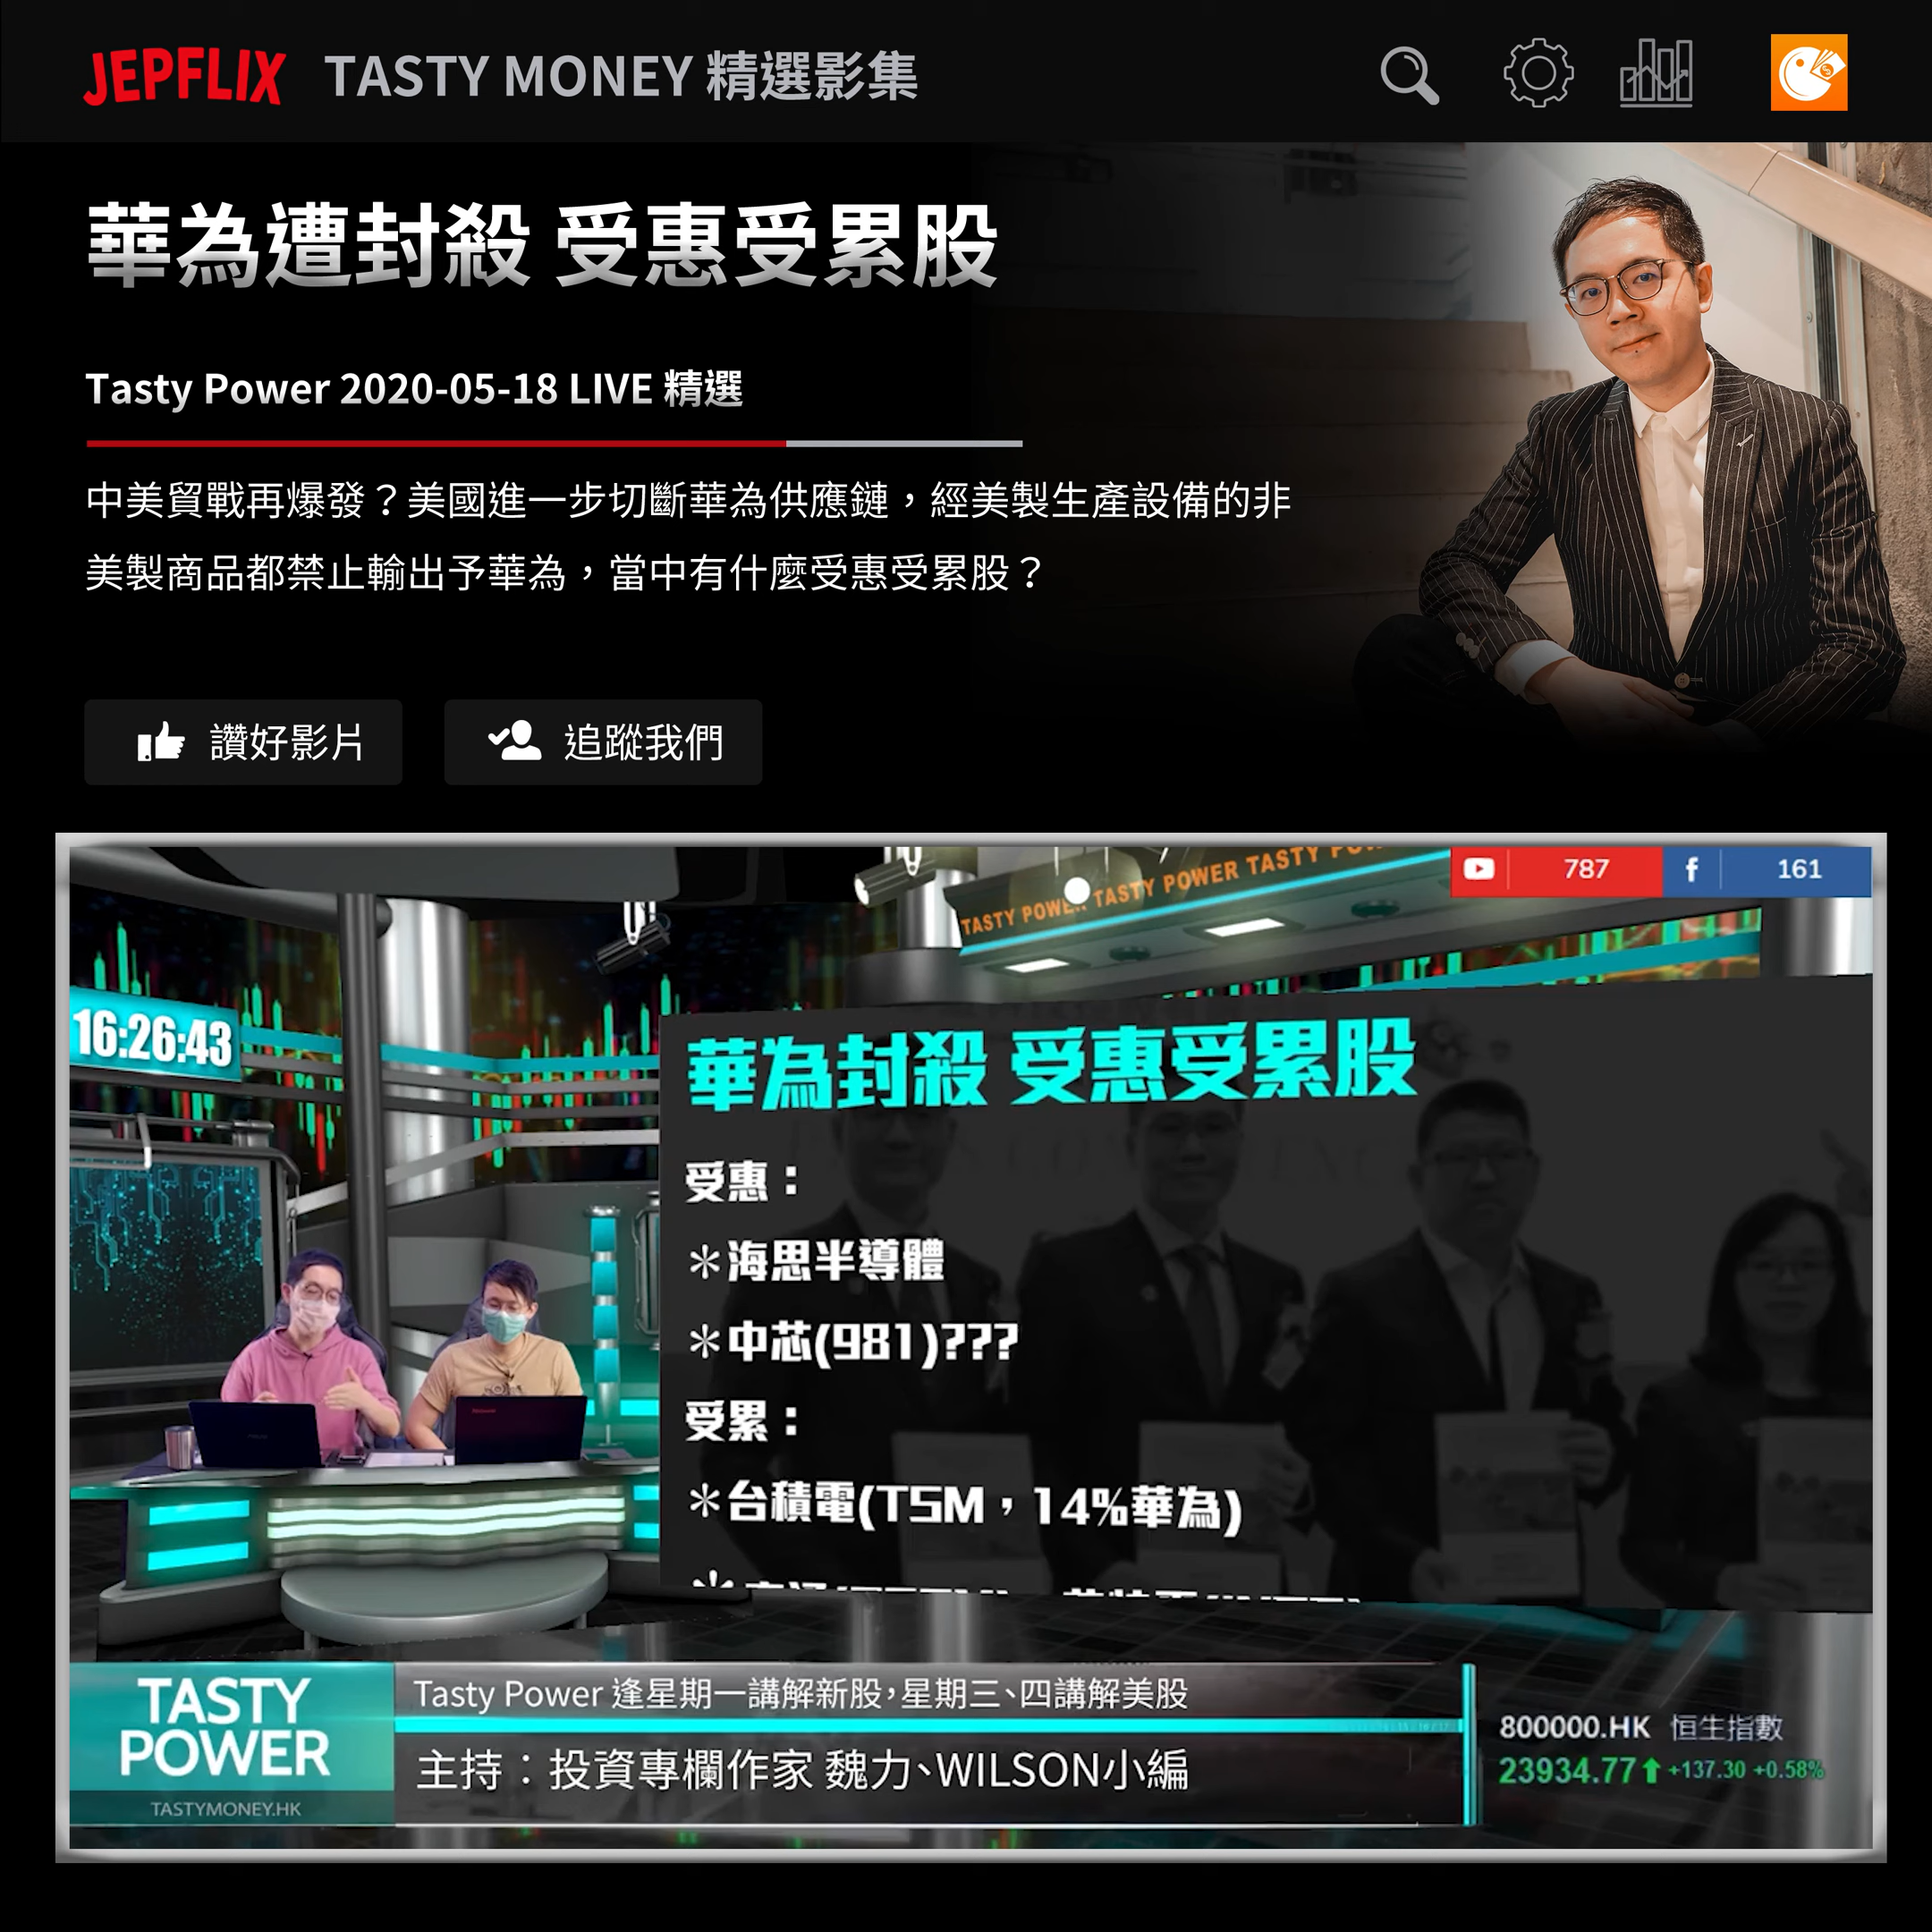 JEPFLIX TASTY MONEY 精選影集
華為遭封殺 受惠受累股
Tasty Power 2020-05-18 LIVE 精選
中美貿戰再爆發？美國進一步切斷華為供應鏈，經美製生產設備的非
美製商品都禁止輸出予華為，當中有什麼受惠受累股？
讚好影片
追蹤我們
787
161
TASTY POWER TASTY POWER TASTY
16:26:43
華為封殺 受惠受累股
受惠：
＊海思半導體
＊中芯(981)???
受累：
＊台積電(TSM，14%華為)
TASTY
POWER
TASTYMONEY.HK
Tasty Power 逢星期一講解新股，星期三、四講解美股
主持：投資專欄作家 魏力、WILSON小編
800000.HK 恒生指數
23934.77 +137.30 +0.58%